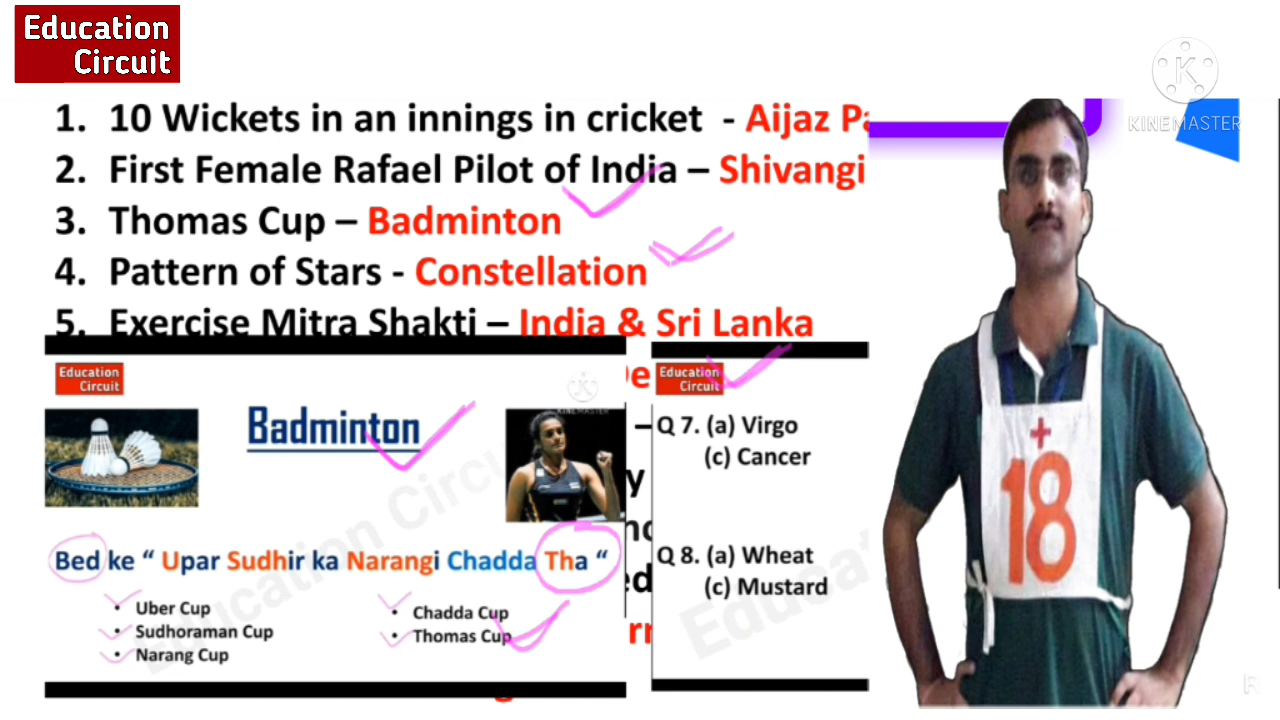 Education
Circuit
KINEMASTER
1. 10 Wickets in an innings in cricket - Aijaz
2. First Female Rafael Pilot of India – Shivangi
3. Thomas Cup – Badminton
4. Pattern of Stars - Constellation
5. Exercise Mitra Shakti – India & Sri Lanka
Education
Circuit
KINEMASTER
Badminton
Bed ke “ Upar Sudhir ka Narangi Chadda Tha “
• Uber Cup
• Sudhoraman Cup
• Narang Cup
• Chadda Cup
• Thomas Cup
Education
Circuit
Q 7. (a) Virgo
(c) Cancer
Q 8. (a) Wheat
(c) Mustard
18